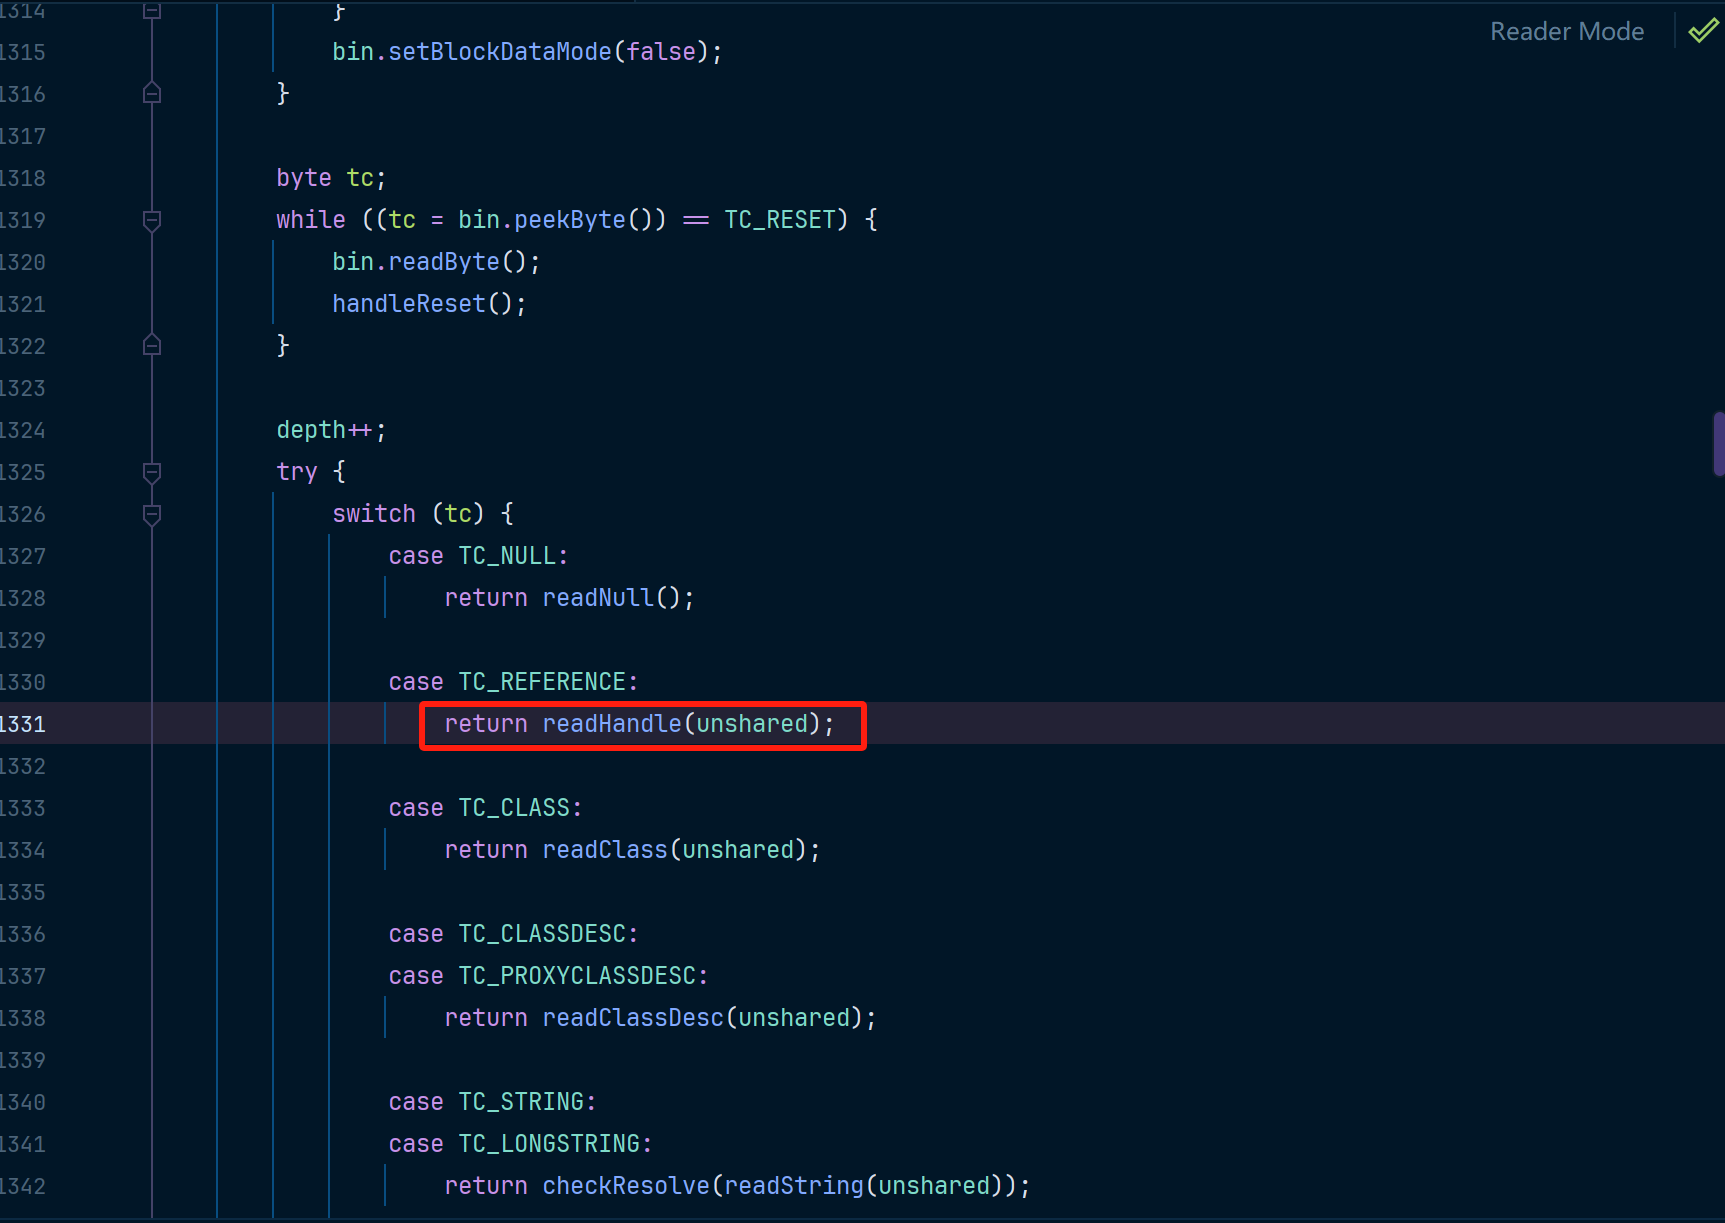 1314 }
Reader Mode
1315 bin.setBlockDataMode(false);
1316 }
1317
1318 byte tc;
1319 while ((tc = bin.peekByte()) == TC_RESET) {
1320 bin.readByte();
1321 handleReset();
1322 }
1323
1324 depth++;
1325 try {
1326 switch (tc) {
1327 case TC_NULL:
1328 return readNull();
1329
1330 case TC_REFERENCE:
1331 return readHandle(unshared);
1332
1333 case TC_CLASS:
1334 return readClass(unshared);
1335
1336 case TC_CLASSDESC:
1337 case TC_PROXYCLASSDESC:
1338 return readClassDesc(unshared);
1339
1340 case TC_STRING:
1341 case TC_LONGSTRING:
1342 return checkResolve(readString(unshared));